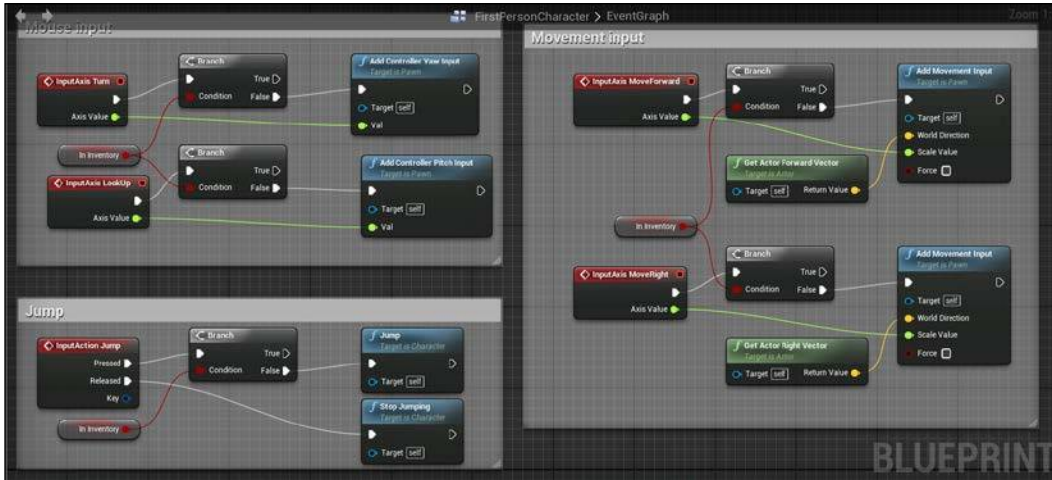 FirstPersonCharacter > EventGraph
Zoom 1
Mouse input
InputAxis Turn
Axis Value
Branch
Condition
True
False
Add Controller Yaw Input
Target is Pawn
Target self
Val
In Inventory
InputAxis LookUp
Axis Value
Branch
Condition
True
False
Add Controller Pitch Input
Target is Pawn
Target self
Val
Jump
InputAction Jump
Pressed
Released
Key
In Inventory
Branch
Condition
True
False
Jump
Target is Character
Target self
Stop Jumping
Target is Character
Target self
Movement input
InputAxis MoveForward
Axis Value
Branch
Condition
True
False
Add Movement Input
Target is Pawn
Target self
World Direction
Scale Value
Force
Get Actor Forward Vector
Target is Actor
Target self Return Value
In Inventory
InputAxis MoveRight
Axis Value
Branch
Condition
True
False
Add Movement Input
Target is Pawn
Target self
World Direction
Scale Value
Force
Get Actor Right Vector
Target is Actor
Target self Return Value
BLUEPRINT